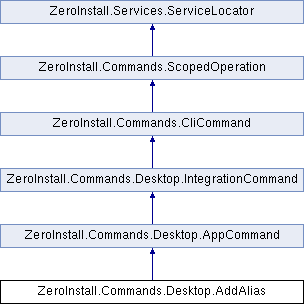 ZeroInstall.Services.ServiceLocator
ZeroInstall.Commands.ScopedOperation
ZeroInstall.Commands.CliCommand
ZeroInstall.Commands.Desktop.IntegrationCommand
ZeroInstall.Commands.Desktop.AppCommand
ZeroInstall.Commands.Desktop.AddAlias